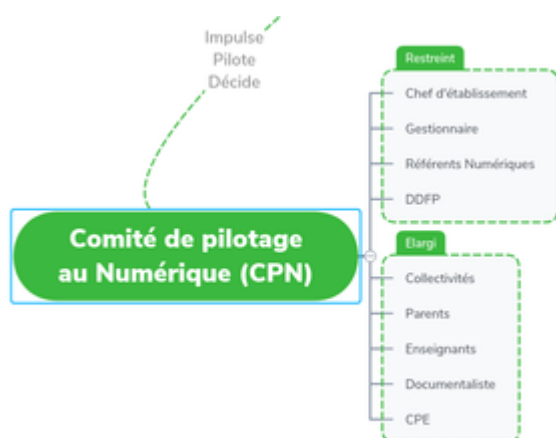 Impulse
Pilote
Décide
Comité de pilotage
au Numérique (CPN)
Restreint
Chef d'établissement
Gestionnaire
Référents Numériques
DDFP
Elargi
Collectivités
Parents
Enseignants
Documentaliste
CPE